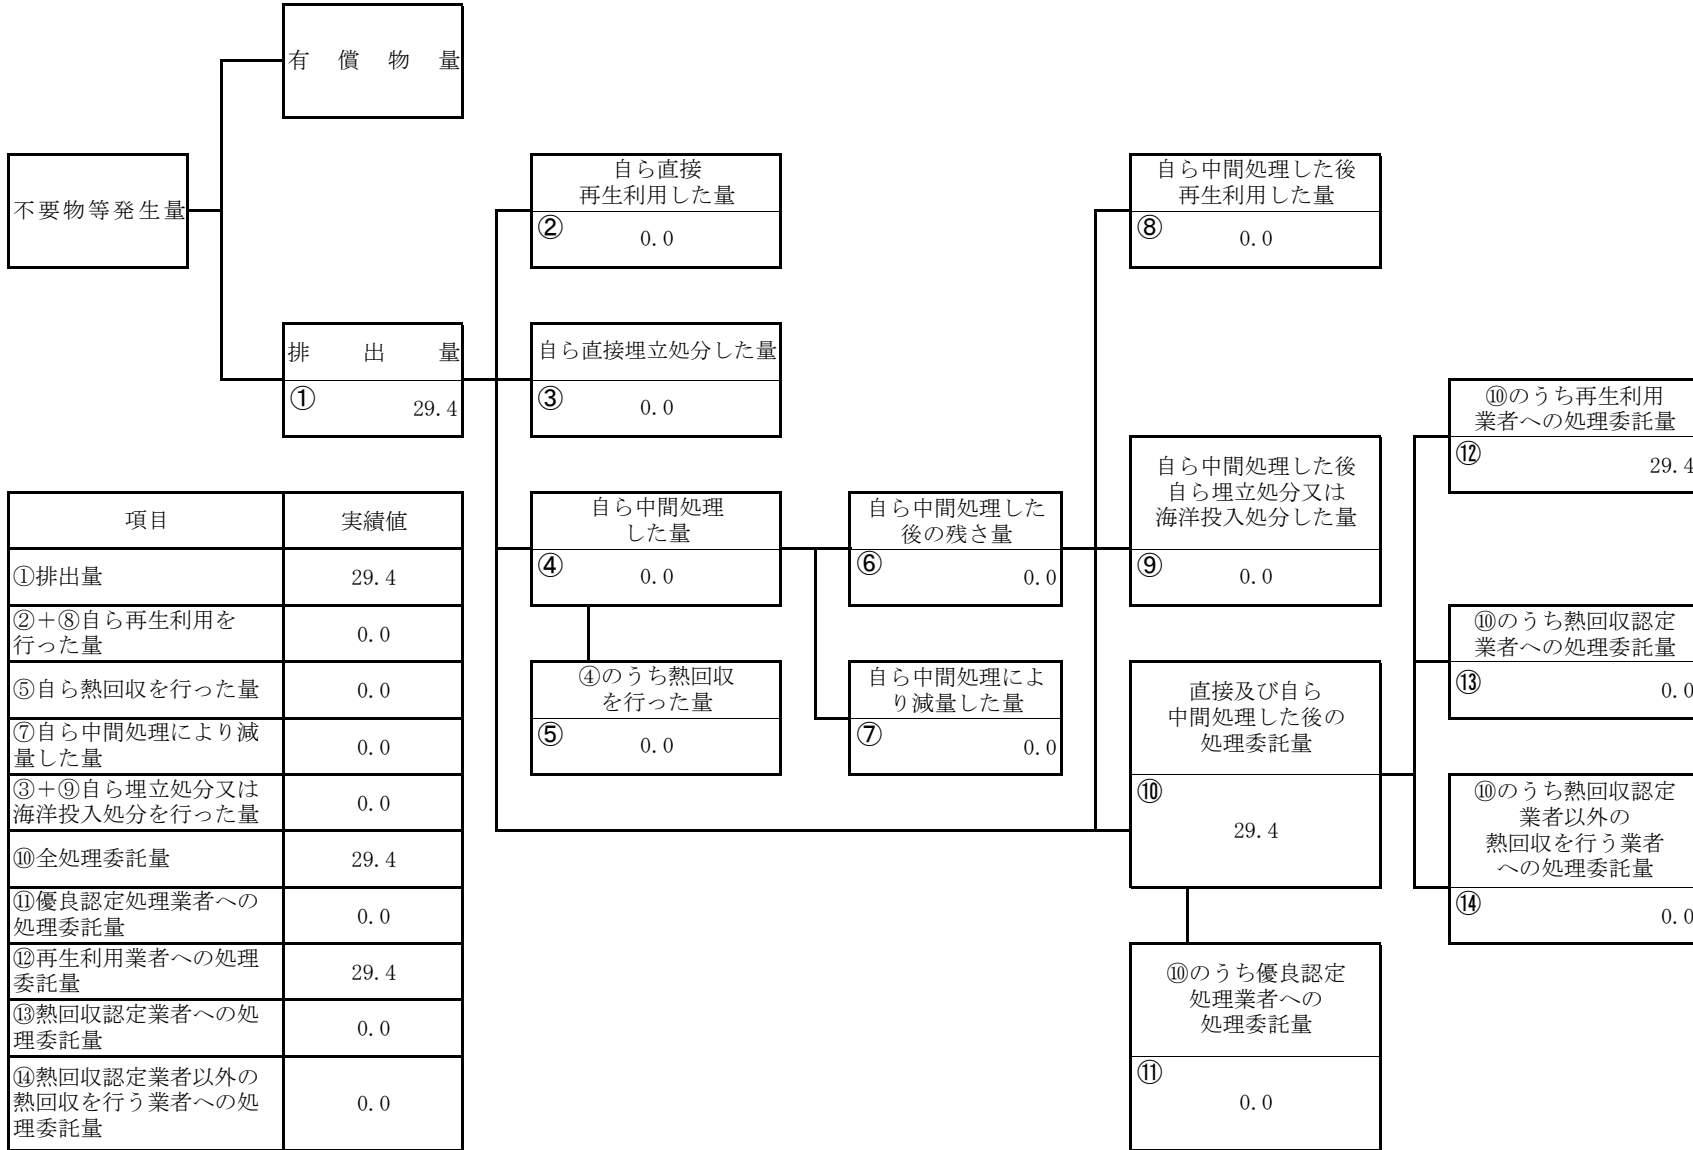 有償物量
不要物等発生量
自ら直接
再生利用した量
② 0.0
自ら中間処理した後
再生利用した量
⑧ 0.0
排出量
① 29.4
自ら直接埋立処分した量
③ 0.0
⑩のうち再生利用
業者への処理委託量
⑫ 29.4
自ら中間処理
した量
④ 0.0
自ら中間処理した
後の残さ量
⑥ 0.0
自ら中間処理した後
自ら埋立処分又は
海洋投入処分した量
⑨ 0.0
⑩のうち熱回収認定
業者への処理委託量
⑬ 0.0
④のうち熱回収
を行った量
⑤ 0.0
自ら中間処理によ
り減量した量
⑦ 0.0
直接及び自ら
中間処理した後の
処理委託量
⑩
29.4
⑩のうち熱回収認定
業者以外の
熱回収を行う業者
への処理委託量
⑭ 0.0
⑩のうち優良認定
処理業者への
処理委託量
⑪
0.0
項目 実績値
①排出量 29.4
②+⑧自ら再生利用を
行った量 0.0
⑤自ら熱回収を行った量 0.0
⑦自ら中間処理により減
量した量 0.0
③+⑨自ら埋立処分又は
海洋投入処分を行った量 0.0
⑩全処理委託量 29.4
⑪優良認定処理業者への
処理委託量 0.0
⑫再生利用業者への処理
委託量 29.4
⑬熱回収認定業者への処
理委託量 0.0
⑭熱回収認定業者以外の
熱回収を行う業者への処
理委託量 0.0